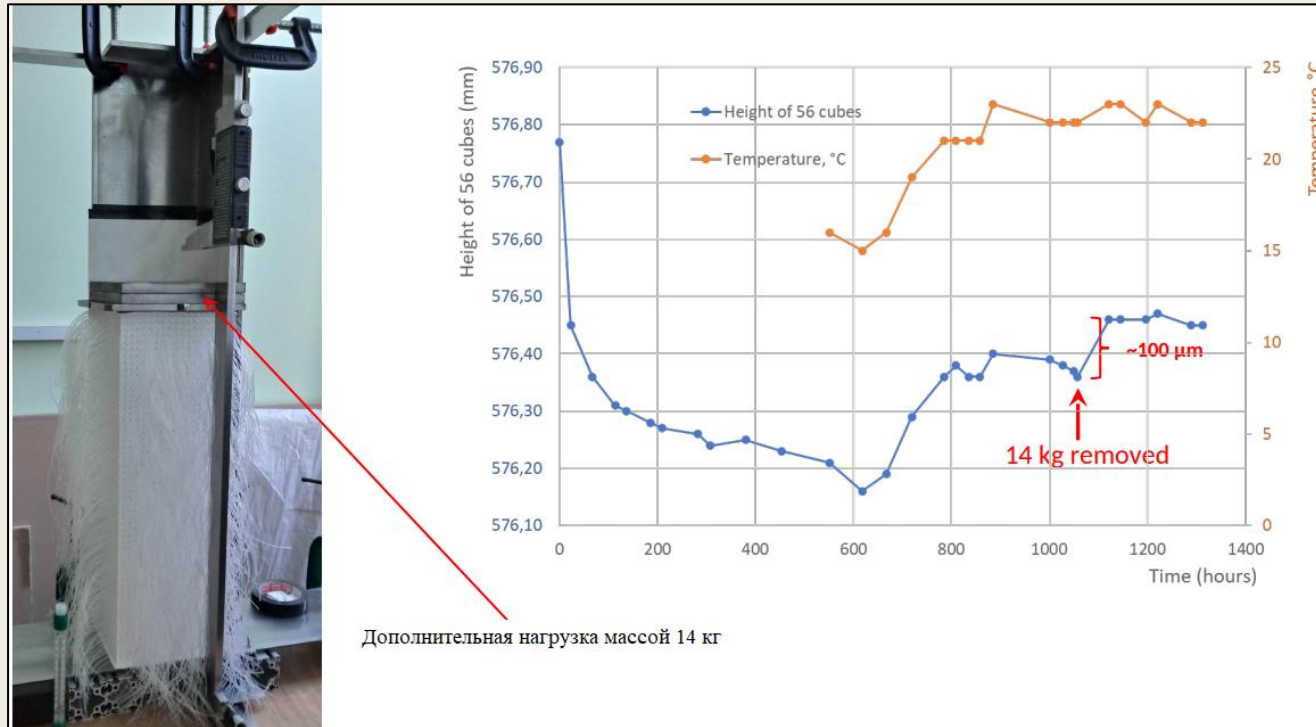 576,90
576,80
576,70
576,60
576,50
576,40
576,30
576,20
576,10
Height of 56 cubes (mm)
Height of 56 cubes
Temperature, °C
25
20
15
10
5
0
Temperature, °C
~100 µm
14 kg removed
0
200
400
600
800
1000
1200
1400
Time (hours)
Дополнительная нагрузка массой 14 кг